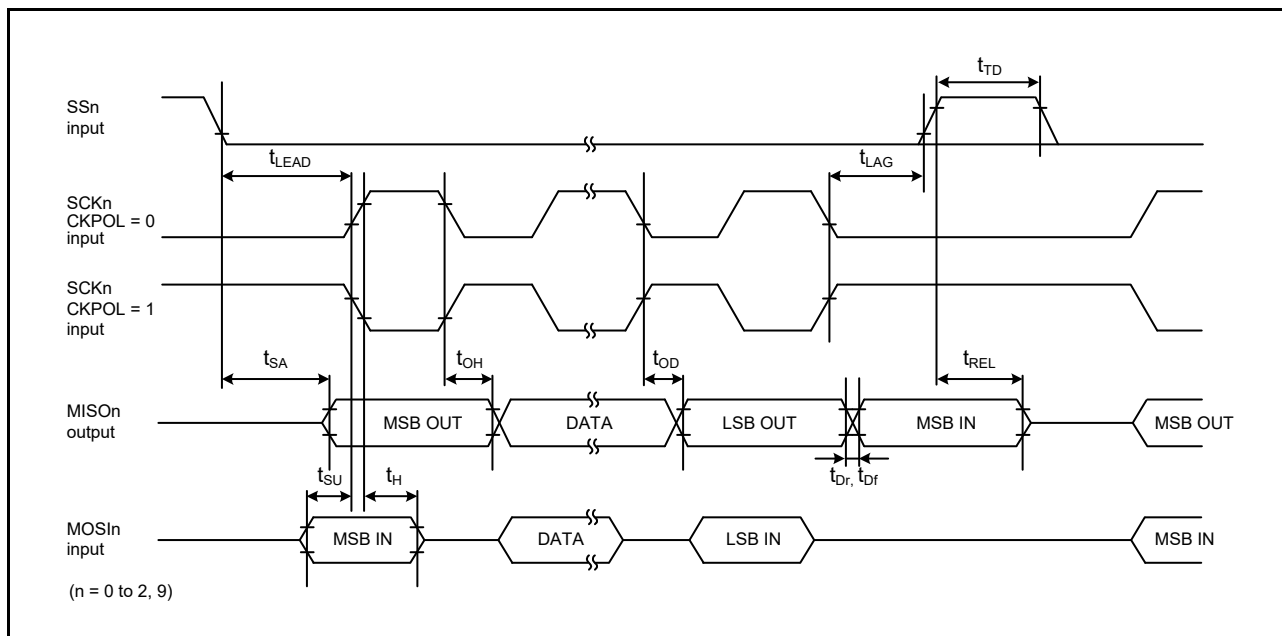 tTD
SSn
input
tLEAD
tLAG
SCKn
CKPOL = 0
input
SCKn
CKPOL = 1
input
tSA
tOH
tOD
tREL
MISOn
output
MSB OUT
DATA
LSB OUT
MSB IN
MSB OUT
tSU
tH
tDr, tDf
MOSIn
input
MSB IN
DATA
LSB IN
MSB IN
(n = 0 to 2, 9)